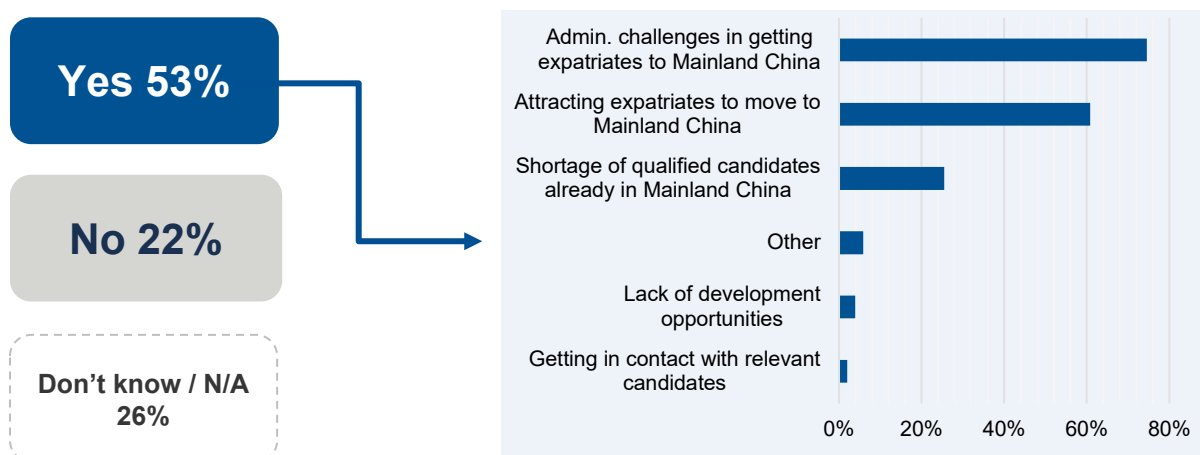 Yes 53%
No 22%
Don’t know / N/A
26%
Admin. challenges in getting
expatriates to Mainland China
Attracting expatriates to move to
Mainland China
Shortage of qualified candidates
already in Mainland China
Other
Lack of development
opportunities
Getting in contact with relevant
candidates
0% 20% 40% 60% 80%